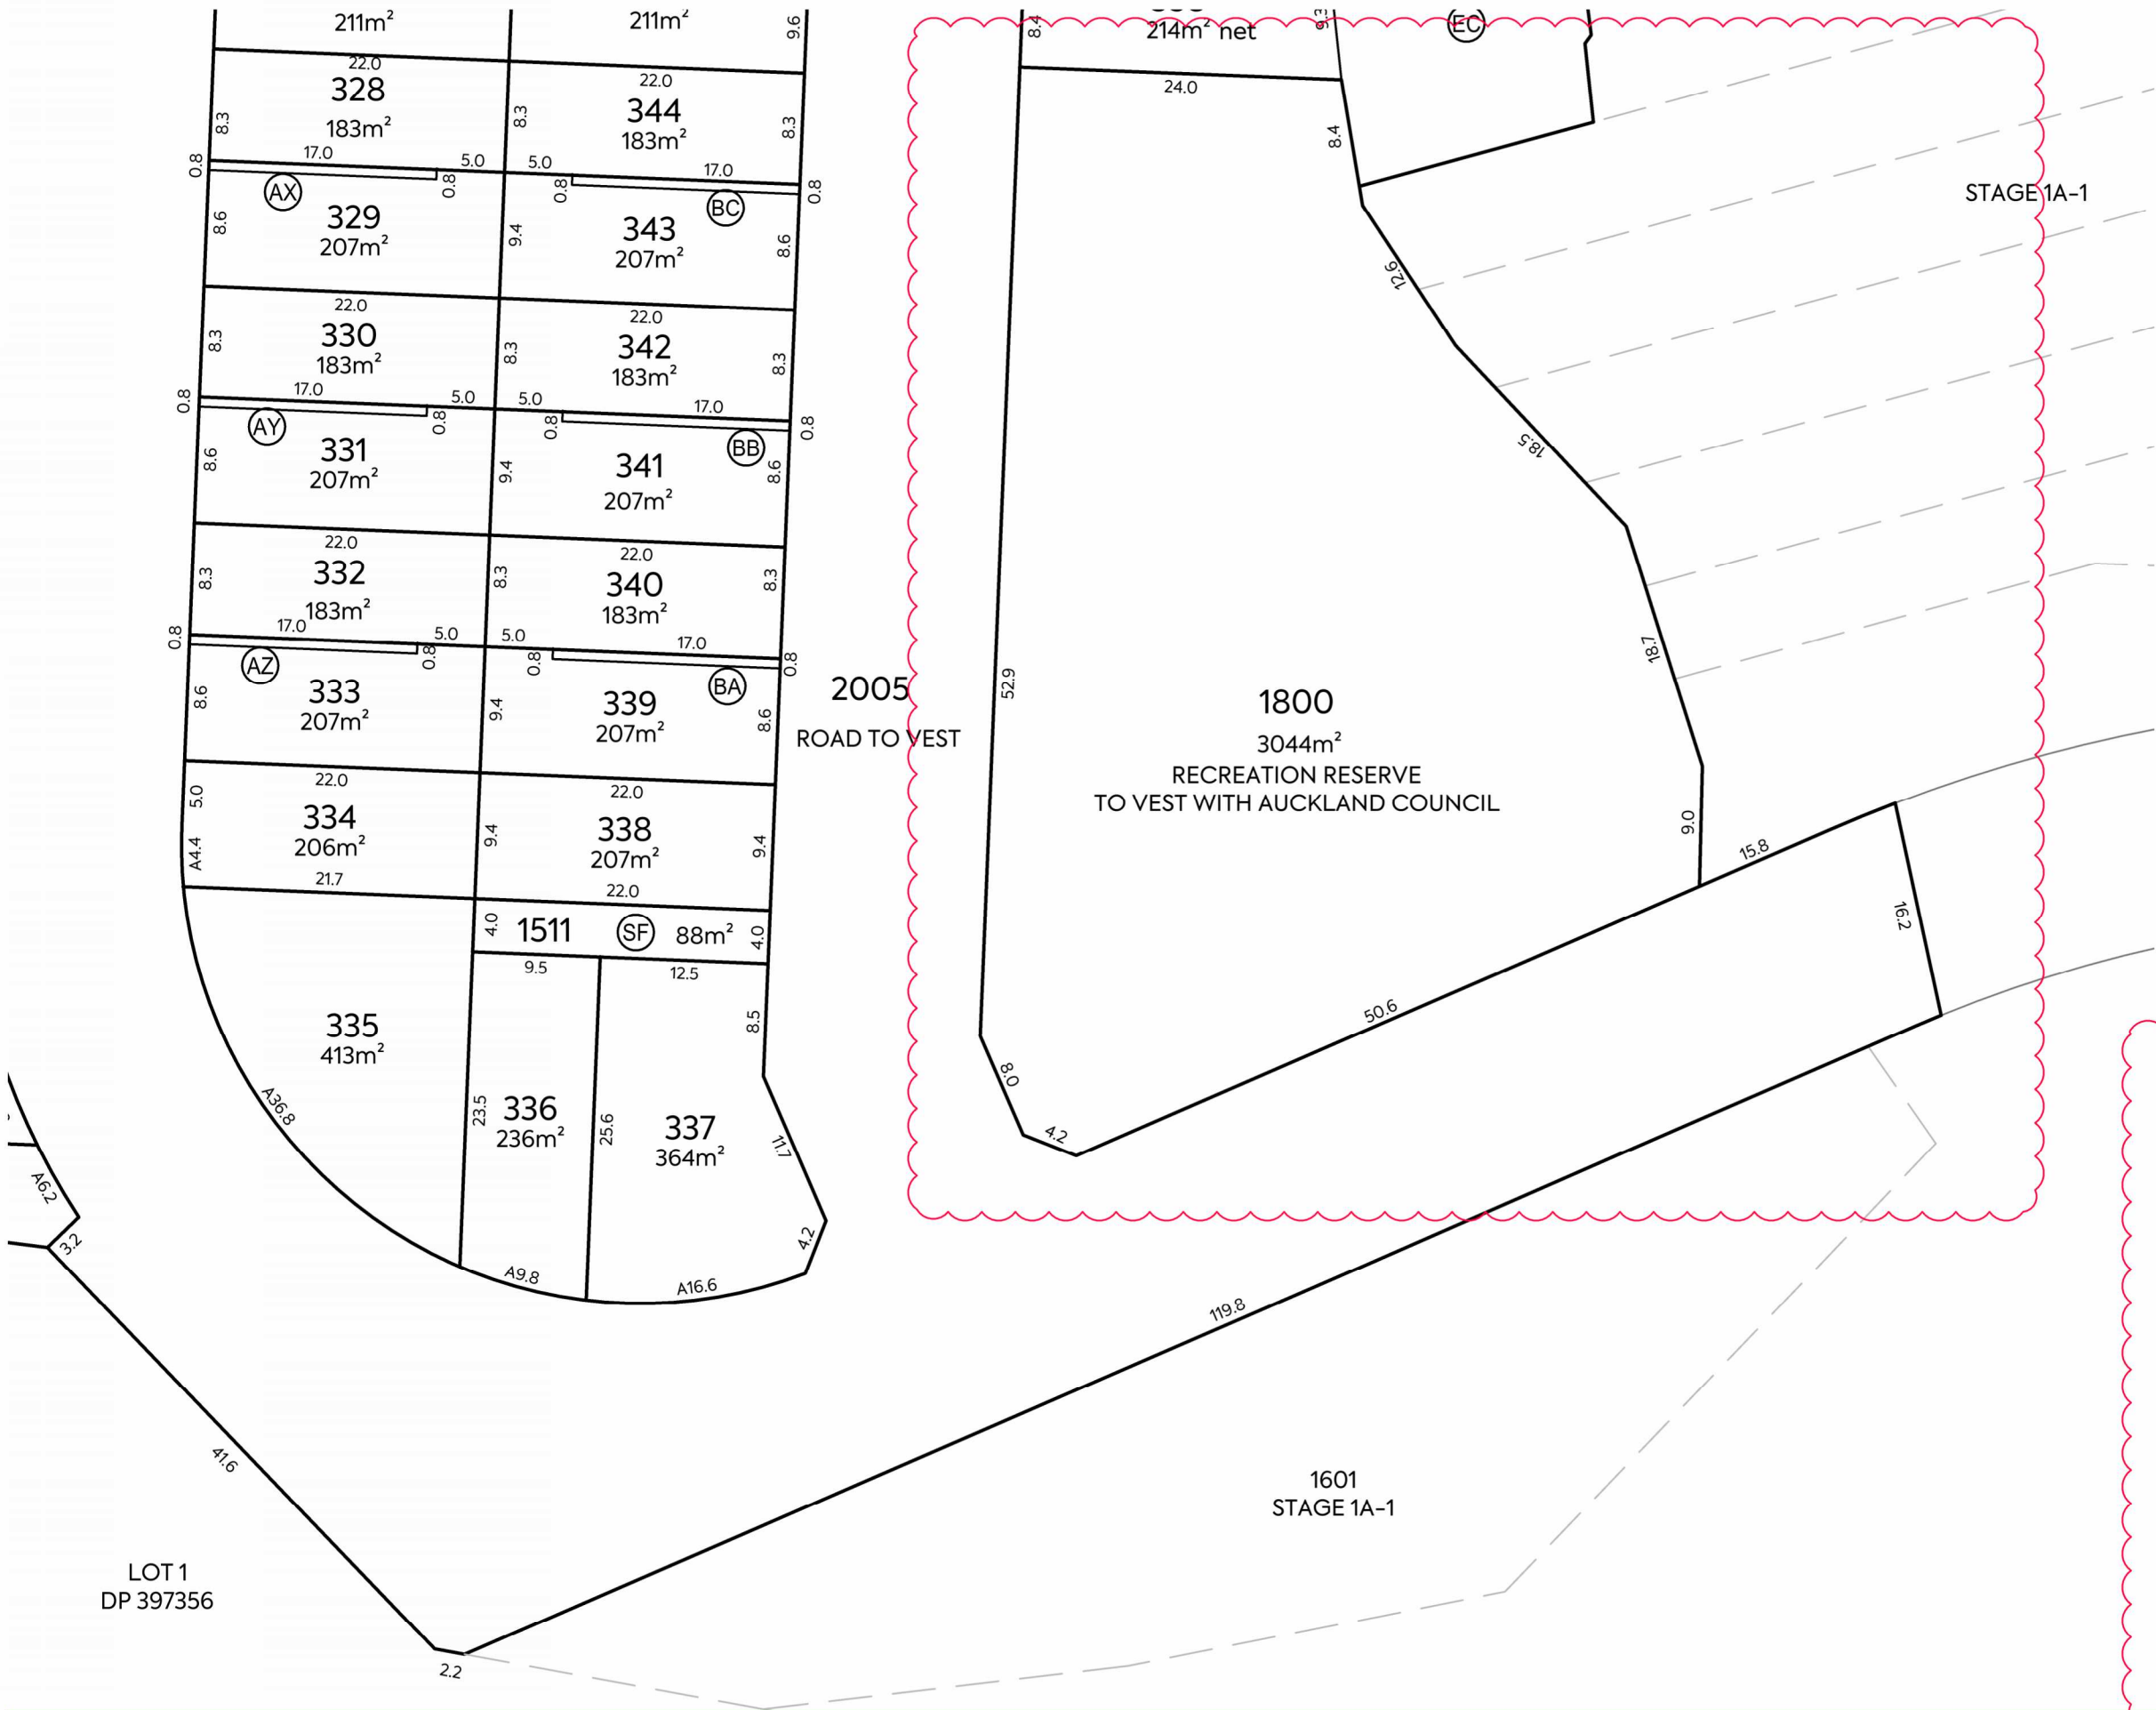 211m²
211m²
9.6
8.4
214m² net
9.3
EC
22.0
328
183m²
8.3
8.3
22.0
344
183m²
8.3
24.0
8.4
0.8
17.0
5.0
5.0
17.0
0.8
0.8
0.8
AX
BC
STAGE 1A-1
8.6
329
207m²
9.4
343
207m²
8.6
12.6
22.0
330
183m²
8.3
8.3
22.0
342
183m²
8.3
0.8
17.0
5.0
5.0
17.0
0.8
0.8
0.8
AY
BB
8.6
331
207m²
9.4
341
207m²
8.6
18.5
22.0
332
183m²
8.3
8.3
22.0
340
183m²
8.3
0.8
17.0
5.0
5.0
17.0
0.8
0.8
0.8
AZ
BA
8.6
333
207m²
9.4
339
207m²
8.6
2005
ROAD TO VEST
52.9
1800
3044m²
RECREATION RESERVE
TO VEST WITH AUCKLAND COUNCIL
18.7
9.0
15.8
16.2
22.0
5.0
334
206m²
A4.4
21.7
9.4
22.0
338
207m²
9.4
22.0
4.0
1511
SF
88m²
4.0
9.5
12.5
8.5
335
413m²
A36.8
23.5
336
236m²
25.6
337
364m²
11.7
4.2
A9.8
A16.6
8.0
4.2
50.6
A6.2
3.2
119.8
41.6
1601
STAGE 1A-1
LOT 1
DP 397356
2.2